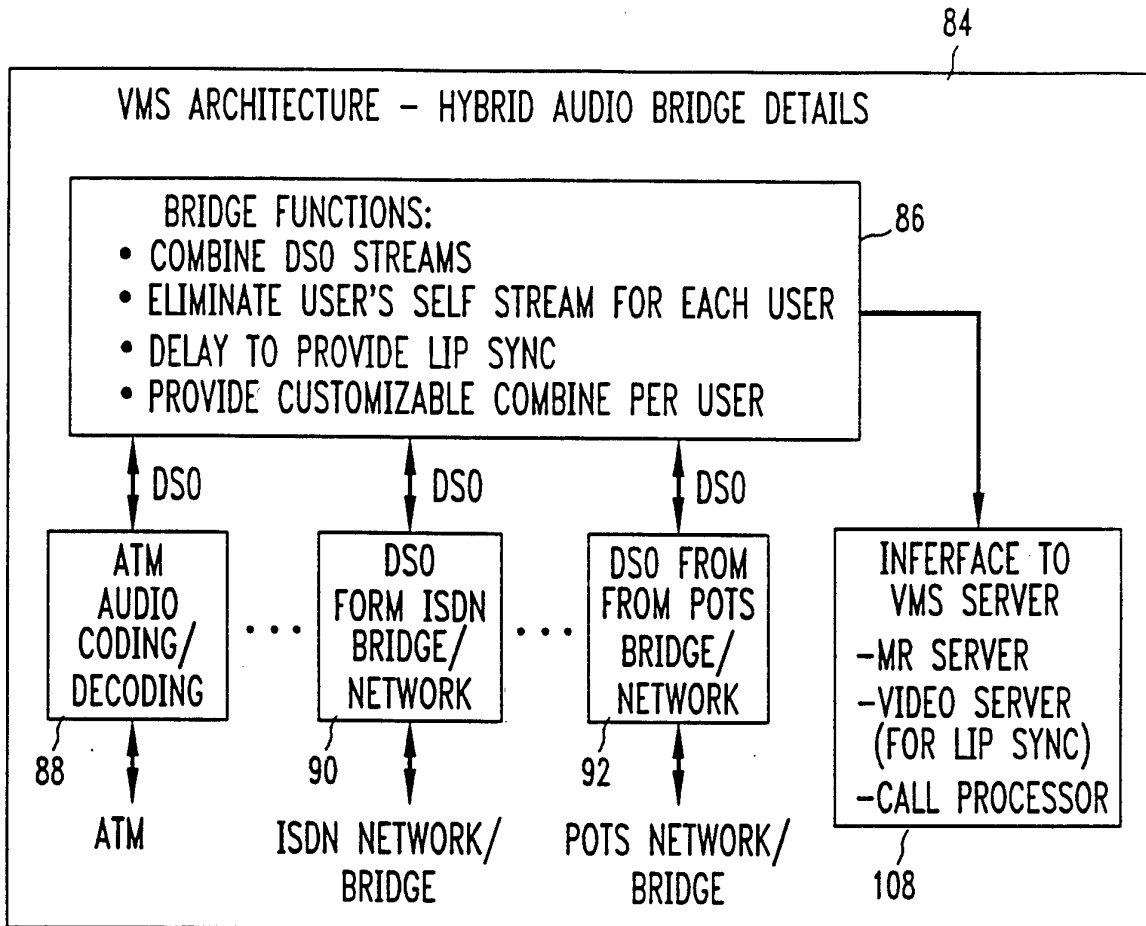 84
VMS ARCHITECTURE - HYBRID AUDIO BRIDGE DETAILS
BRIDGE FUNCTIONS:
• COMBINE DSO STREAMS
• ELIMINATE USER'S SELF STREAM FOR EACH USER
• DELAY TO PROVIDE LIP SYNC
• PROVIDE CUSTOMIZABLE COMBINE PER USER
86
DSO
DSO
DSO
ATM
AUDIO
CODING/
DECODING
88
ATM
DSO
FORM ISDN
BRIDGE/
NETWORK
90
ISDN NETWORK/
BRIDGE
DSO FROM
FROM POTS
BRIDGE/
NETWORK
92
POTS NETWORK/
BRIDGE
INFERFACE TO
VMS SERVER
-MR SERVER
-VIDEO SERVER
(FOR LIP SYNC)
-CALL PROCESSOR
108